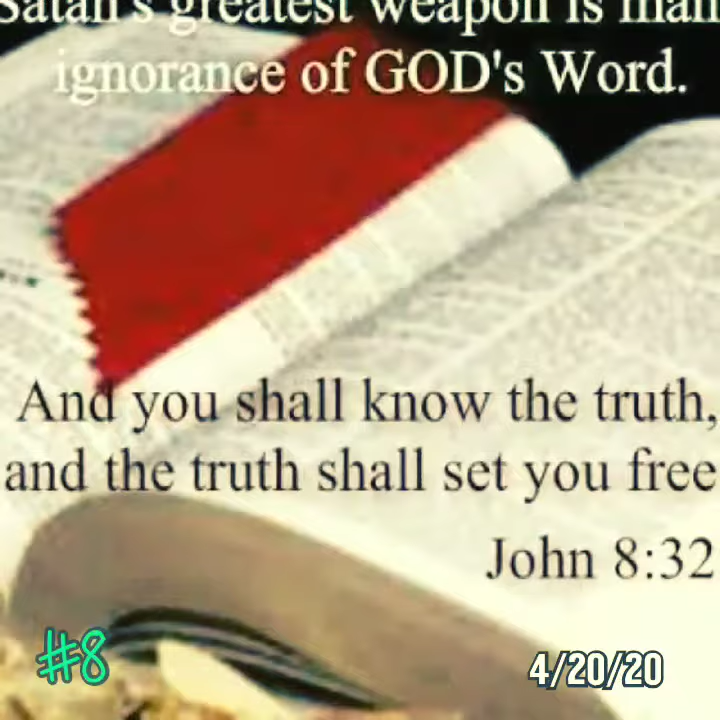 Satan's greatest weapon is man
ignorance of GOD's Word.
And you shall know the truth,
and the truth shall set you free
John 8:32
#8
4/20/20